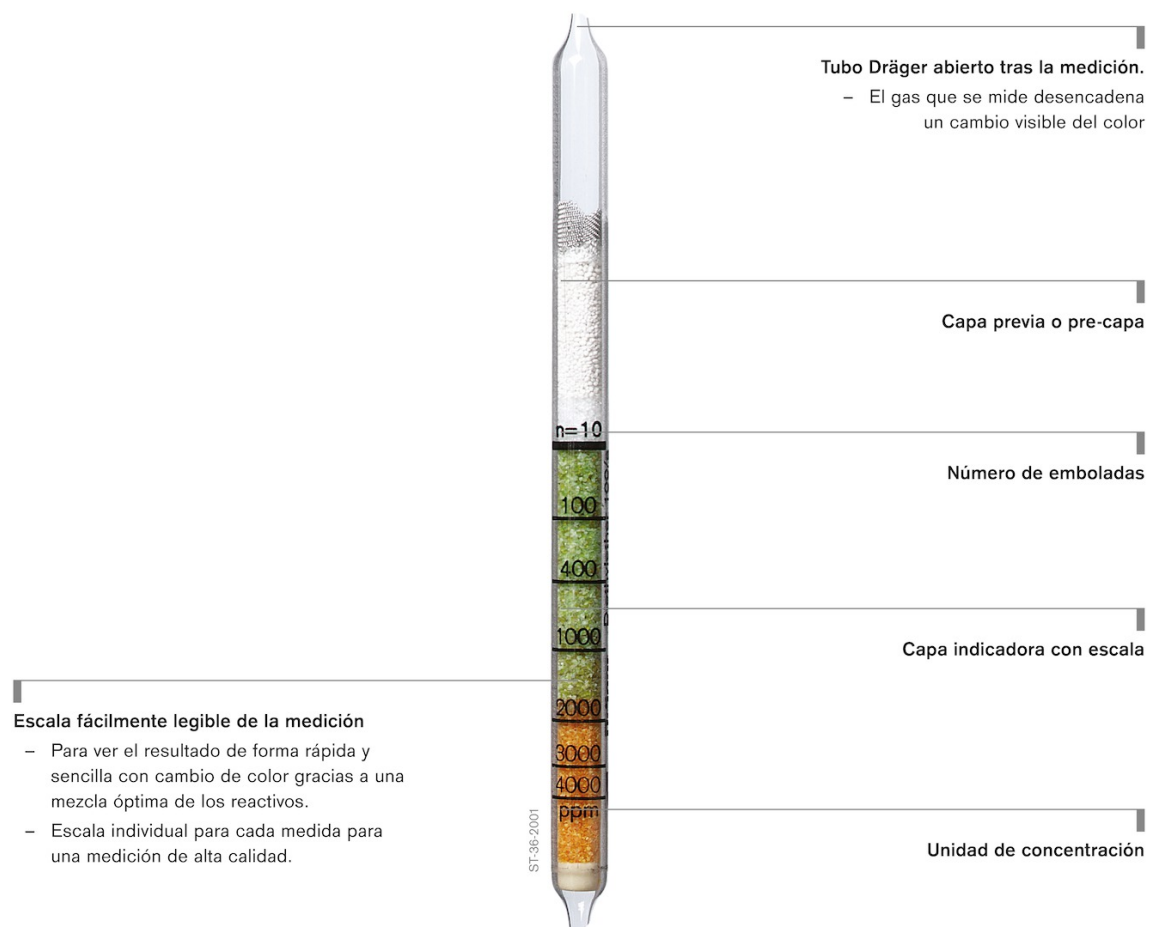 Tubo Dräger abierto tras la medición.
– El gas que se mide desencadena
un cambio visible del color
Capa previa o pre-capa
n=10
Número de emboladas
100
400
1000
Capa indicadora con escala
2000
3000
4000
ppm
Escala fácilmente legible de la medición
– Para ver el resultado de forma rápida y
sencilla con cambio de color gracias a una
mezcla óptima de los reactivos.
– Escala individual para cada medida para
una medición de alta calidad.
ST-36-2001
Unidad de concentración